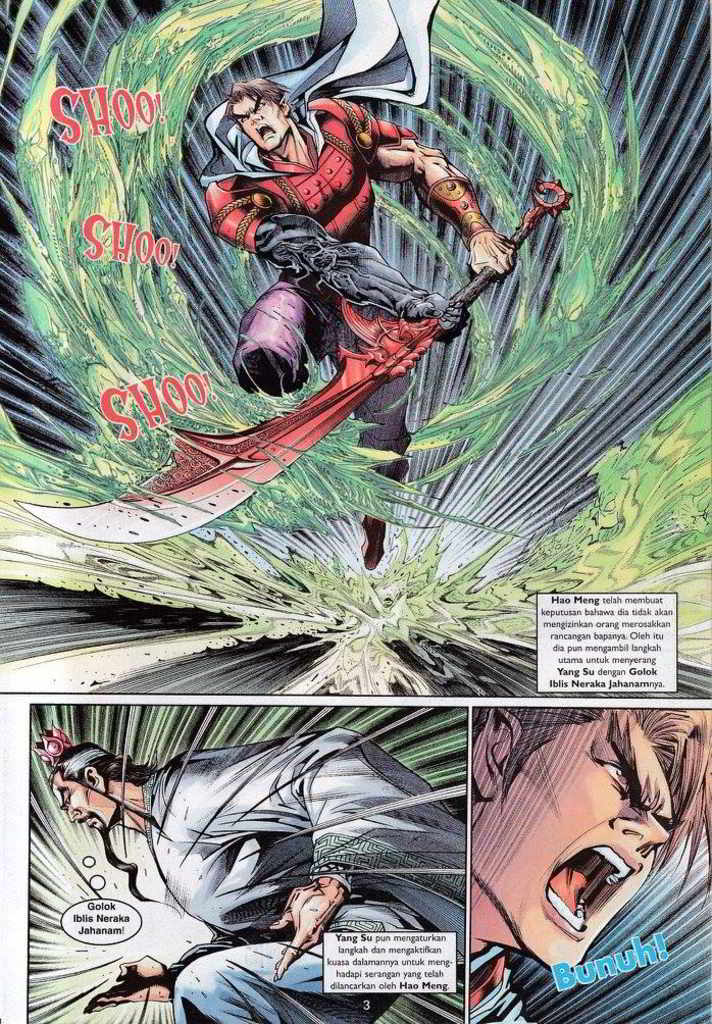 SHOO!
SHOO!
SHOO!
Hao Meng telah membuat
keputusan bahawa dia tidak akan
mengizinkan orang merosakkan
rancangan bapanya. Oleh itu
dia pun mengambil langkah
utama untuk menyerang
Yang Su dengan Golok
Iblis Neraka Jahanamnya.
Golok
Iblis Neraka
Jahanam!
Yang Su pun mengaturkan
langkah dan mengaktifkan
kuasa dalamannya untuk meng-
hadapi serangan yang telah
dilancarkan oleh Hao Meng.
Bunuh!
3